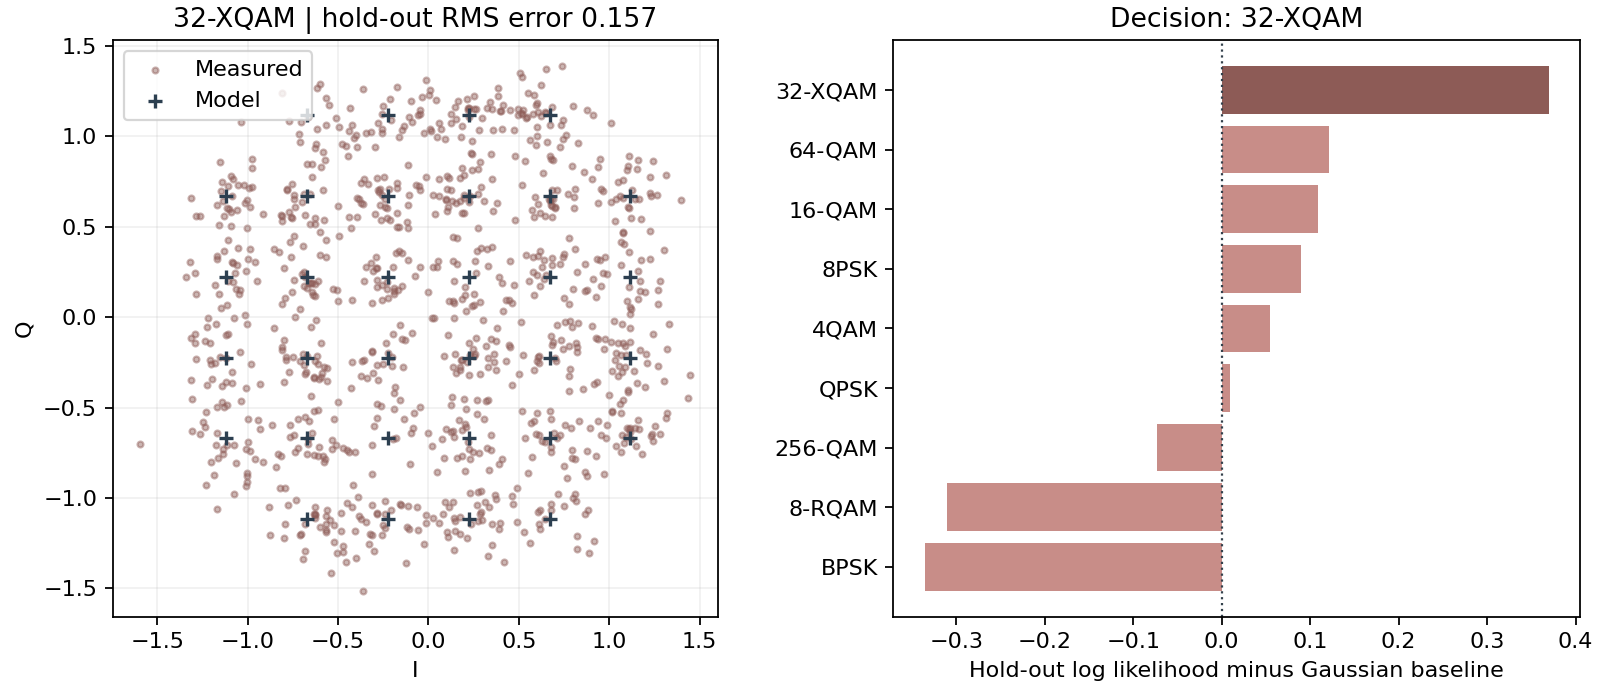 32-XQAM | hold-out RMS error 0.157
Measured
Model
1.5
1.0
0.5
0.0
−0.5
−1.0
−1.5
Q
−1.5
−1.0
−0.5
0.0
0.5
1.0
1.5
I
Decision: 32-XQAM
32-XQAM
64-QAM
16-QAM
8PSK
4QAM
QPSK
256-QAM
8-RQAM
BPSK
−0.3
−0.2
−0.1
0.0
0.1
0.2
0.3
0.4
Hold-out log likelihood minus Gaussian baseline